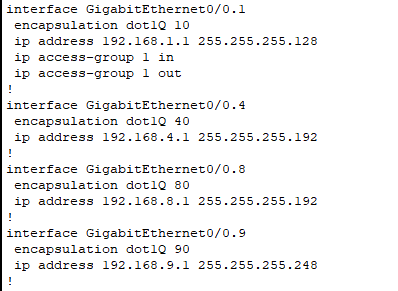 interface GigabitEthernet0/0.1
encapsulation dot1Q 10
ip address 192.168.1.1 255.255.255.128
ip access-group 1 in
ip access-group 1 out
!
interface GigabitEthernet0/0.4
encapsulation dot1Q 40
ip address 192.168.4.1 255.255.255.192
!
interface GigabitEthernet0/0.8
encapsulation dot1Q 80
ip address 192.168.8.1 255.255.255.192
!
interface GigabitEthernet0/0.9
encapsulation dot1Q 90
ip address 192.168.9.1 255.255.255.248
!